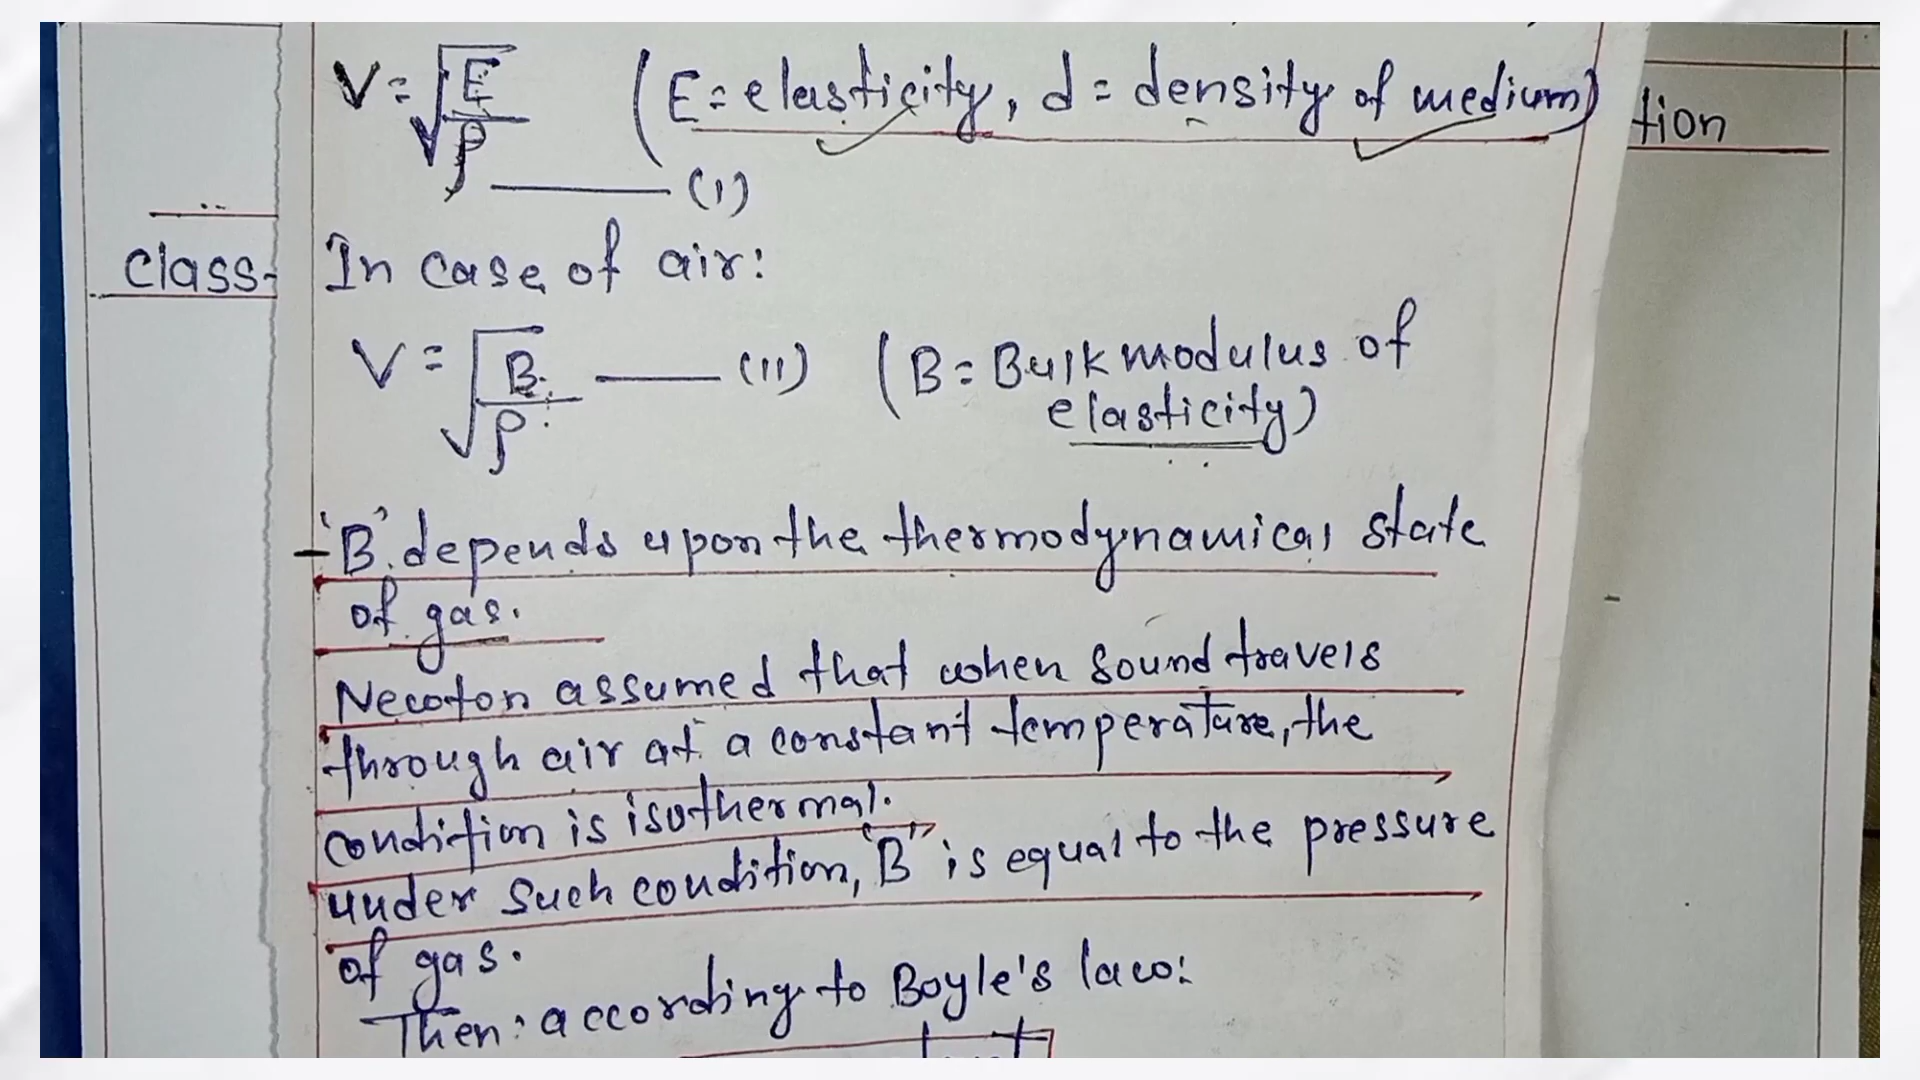 V = √E/ρ (E = elasticity, d = density of medium)
(I)
tion
class-
In case of air:
V = √B/ρ (II) (B = Bulk modulus of
elasticity)
- 'B' depends upon the thermodynamical state
of gas.
Newton assumed that when sound travels
through air at a constant temperature, the
condition is isothermal.
under such condition, "B" is equal to the pressure
of gas.
Then: according to Boyle's law: